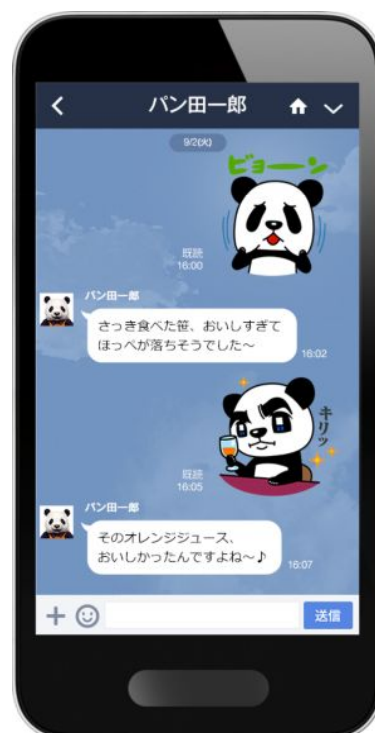 パン田一郎
9/2(火)
ビョーーン
既読
16:00
パン田一郎
さっき食べた笹、おいしすぎて
ほっぺが落ちそうでした～
16:02
キリッ
既読
16:05
パン田一郎
そのオレンジジュース、
おいしかったんですよね～♪
16:07
送信